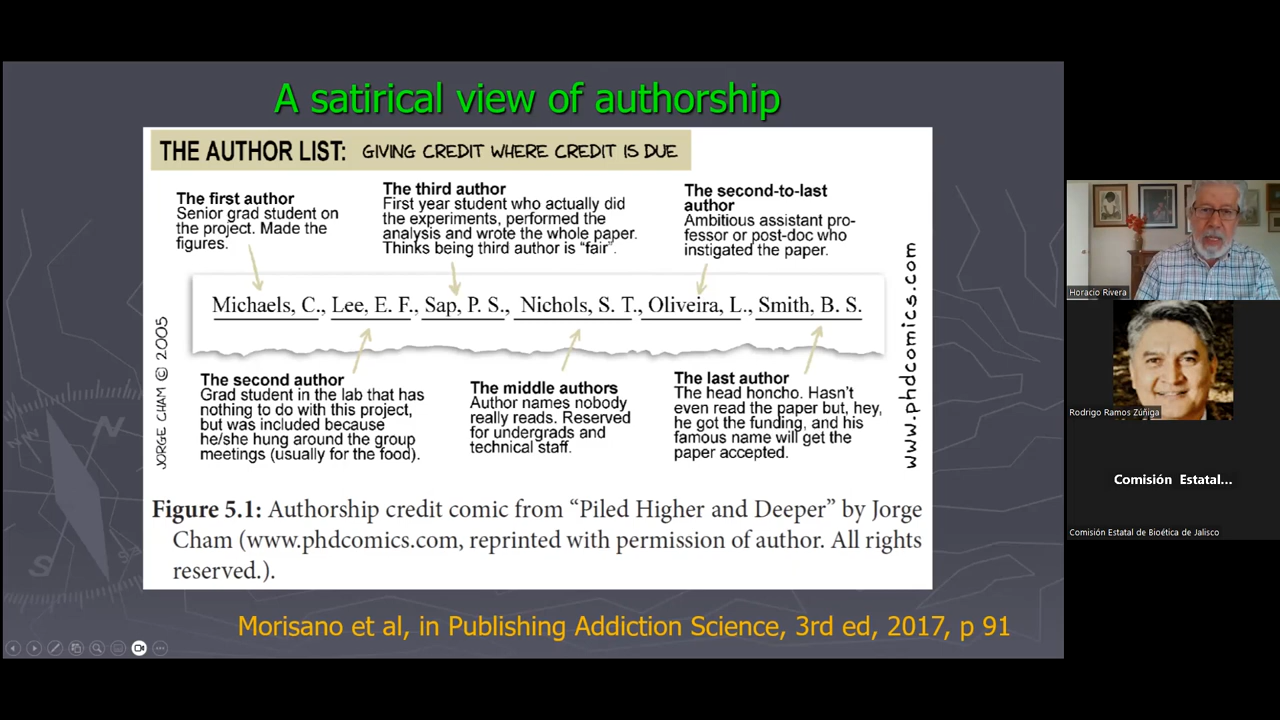 A satirical view of authorship
THE AUTHOR LIST: GIVING CREDIT WHERE CREDIT IS DUE
The first author
Senior grad student on
the project. Made the
figures.
The third author
First year student who actually did
the experiments, performed the
analysis and wrote the whole paper.
Thinks being third author is "fair".
The second-to-last
author
Ambitious assistant pro-
fessor or post-doc who
instigated the paper.
Michaels, C., Lee, E. F., Sap, P. S., Nichols, S. T., Oliveira, L., Smith, B. S.
The second author
Grad student in the lab that has
nothing to do with this project,
but was included because
he/she hung around the group
meetings (usually for the food).
The middle authors
Author names nobody
really reads. Reserved
for undergrads and
technical staff.
The last author
The head honcho. Hasn't
even read the paper but, hey,
he got the funding, and his
famous name will get the
paper accepted.
JORGE CHAM © 2005
www.phdcomics.com
Figure 5.1: Authorship credit comic from “Piled Higher and Deeper” by Jorge
Cham (www.phdcomics.com, reprinted with permission of author. All rights
reserved.).
Morisano et al, in Publishing Addiction Science, 3rd ed, 2017, p 91
N
S
Horacio Rivera
Rodrigo Ramos Zúñiga
Comisión Estatal...
Comisión Estatal de Bioética de Jalisco